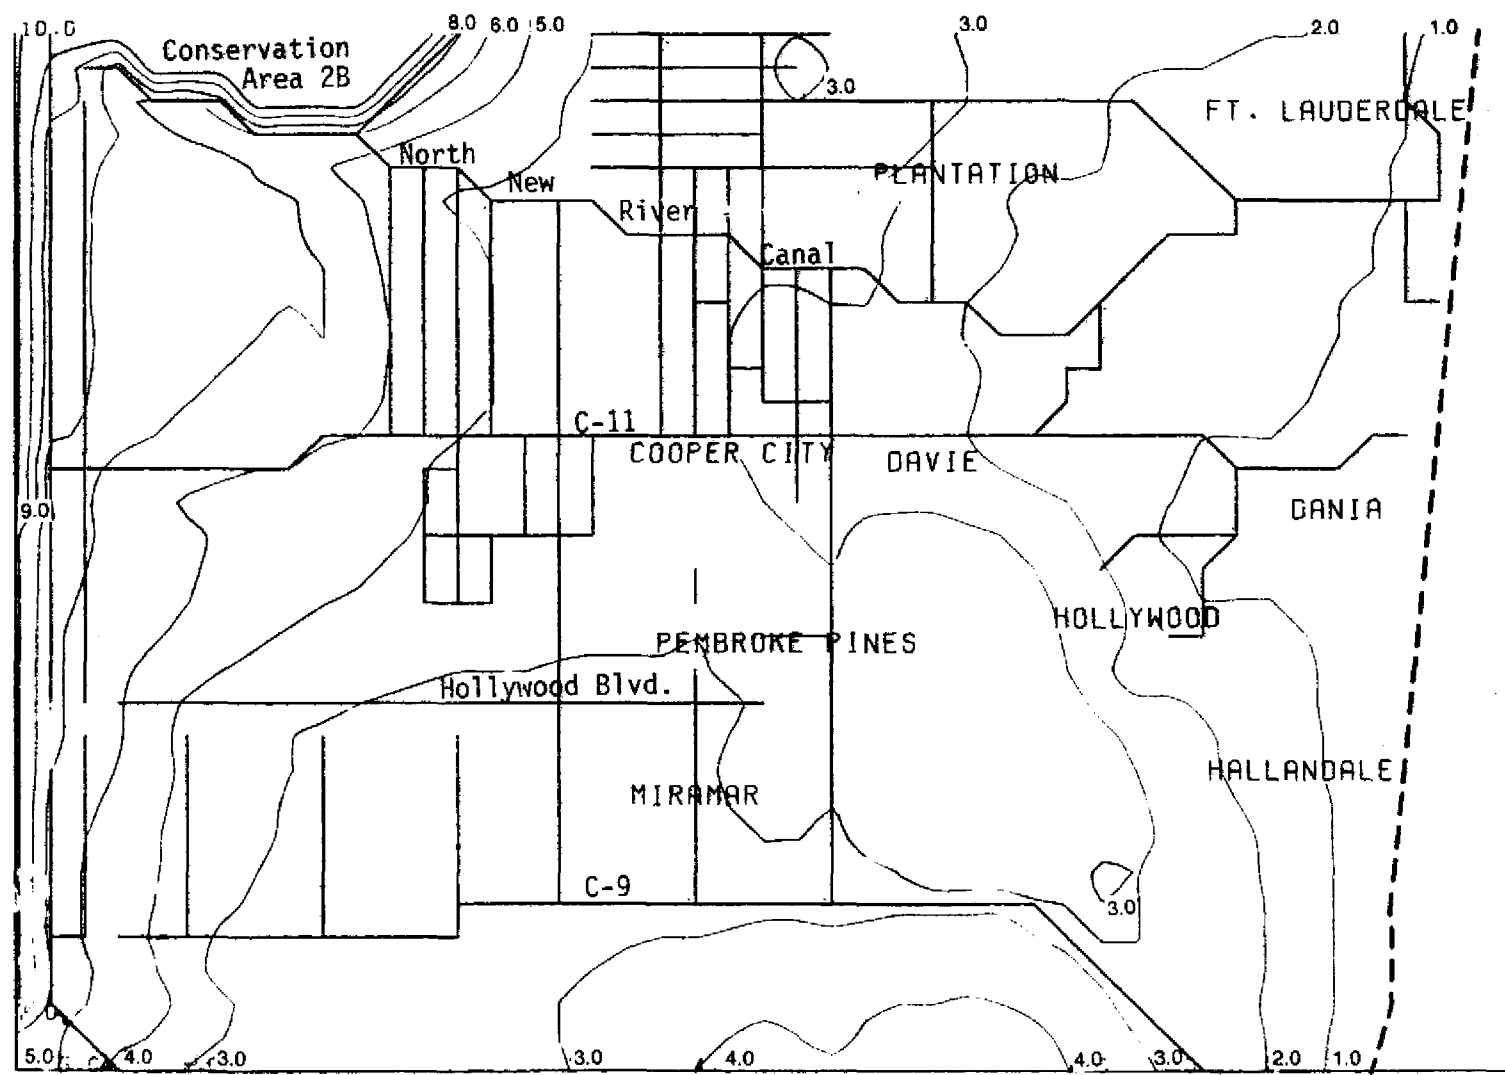 10.0
8.0 6.0 5.0 3.0 2.0 1.0
Conservation
Area 2B
3.0
FT. LAUDERDALE
North
PLANTATION
New
River
Canal
C-11
COOPER CITY
DAVIE
9.0
DANIA
HOLLYWOOD
PEMBROKE PINES
Hollywood Blvd.
HALLANDALE
MIRAMAR
C-9
3.0
5.0 4.0 3.0 3.0 4.0 4.0 3.0 2.0 1.0